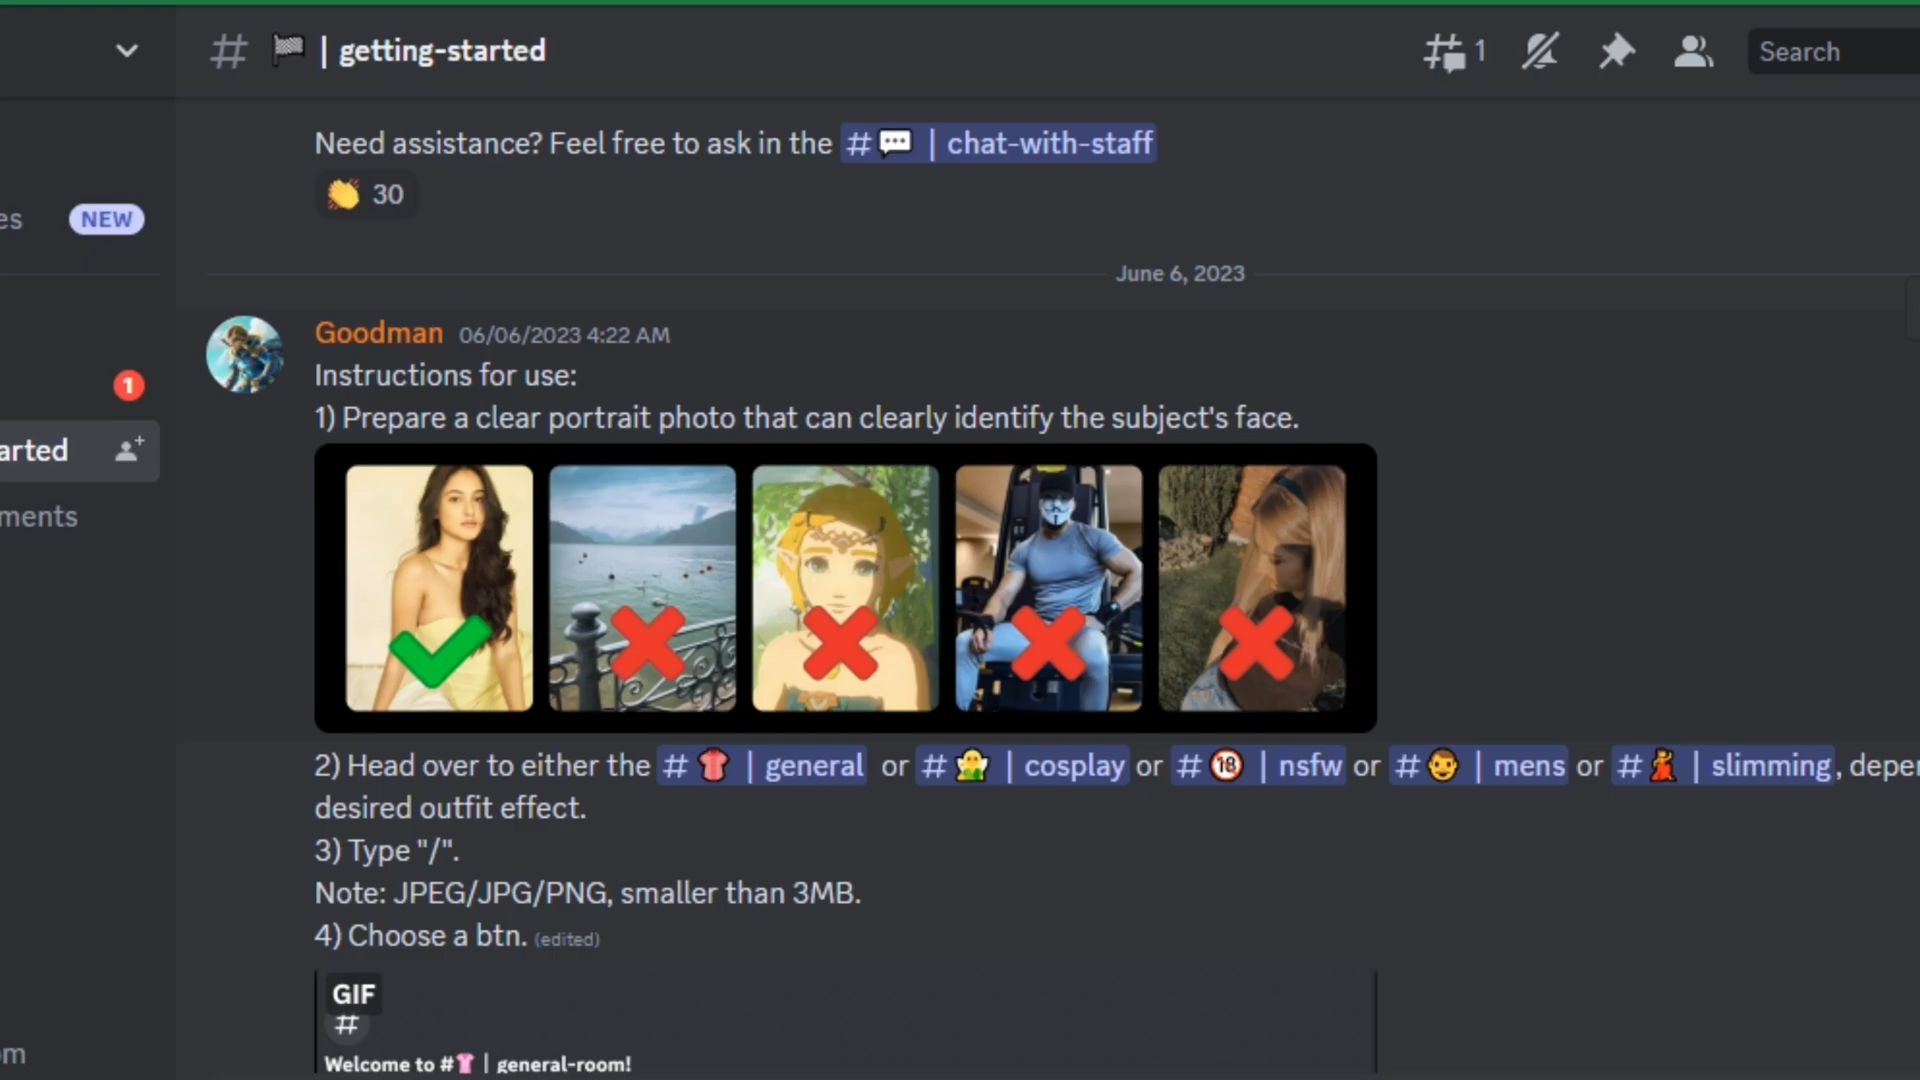 | getting-started
1
Search
Need assistance? Feel free to ask in the # | chat-with-staff
30
es NEW
June 6, 2023
Goodman 06/06/2023 4:22 AM
Instructions for use:
1
1) Prepare a clear portrait photo that can clearly identify the subject's face.
arted
ments
2) Head over to either the # | general or # | cosplay or # 18 | nsfw or # | mens or # | slimming, deper
desired outfit effect.
3) Type "/".
Note: JPEG/JPG/PNG, smaller than 3MB.
4) Choose a btn. (edited)
GIF
#
om
Welcome to # | general-room!